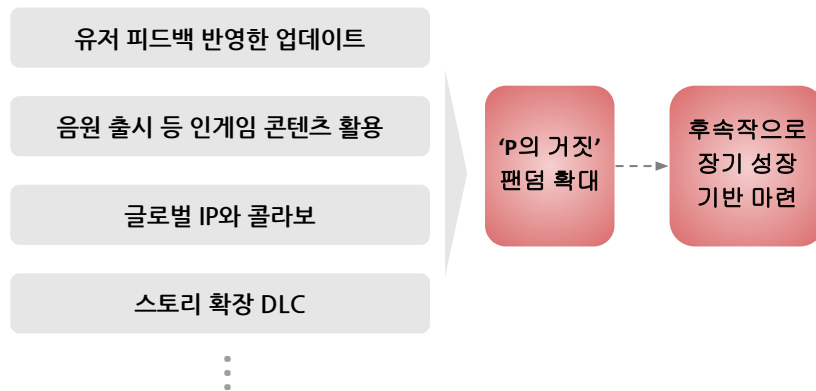 유저 피드백 반영한 업데이트
음원 출시 등 인게임 콘텐츠 활용
글로벌 IP와 콜라보
스토리 확장 DLC
‘P의 거짓’
팬덤 확대
후속작으로
장기 성장
기반 마련